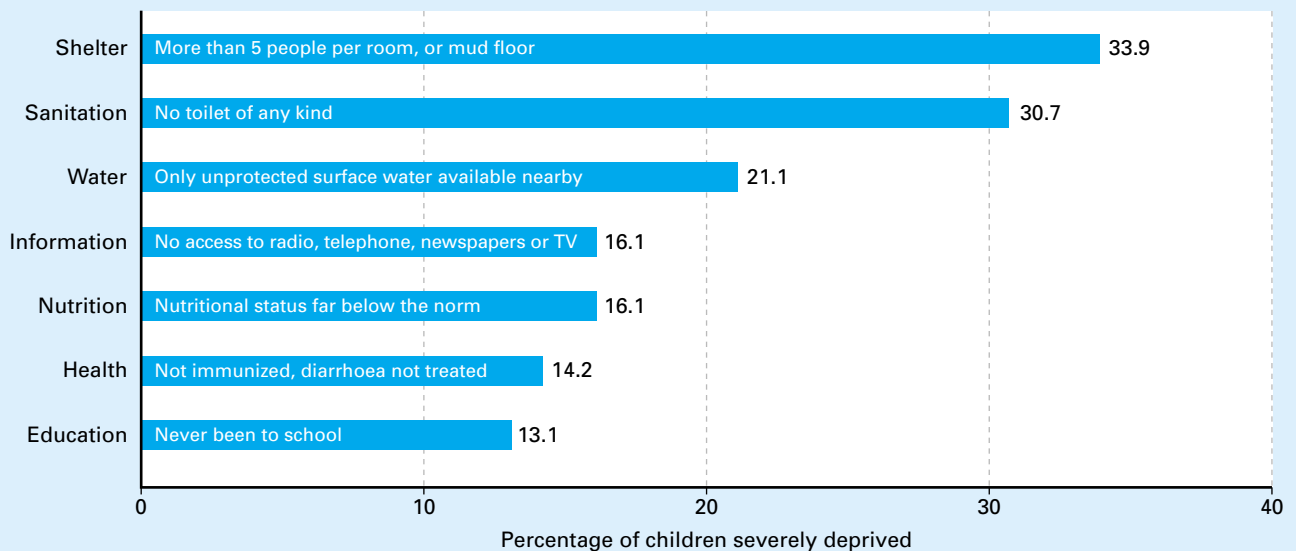 Shelter More than 5 people per room, or mud floor 33.9
Sanitation No toilet of any kind 30.7
Water Only unprotected surface water available nearby 21.1
Information No access to radio, telephone, newspapers or TV 16.1
Nutrition Nutritional status far below the norm 16.1
Health Not immunized, diarrhoea not treated 14.2
Education Never been to school 13.1
0 10 20 30 40
Percentage of children severely deprived